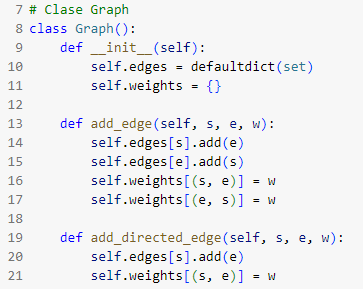 7 # Clase Graph
8 class Graph():
9     def __init__(self):
10         self.edges = defaultdict(set)
11         self.weights = {}
12
13     def add_edge(self, s, e, w):
14         self.edges[s].add(e)
15         self.edges[e].add(s)
16         self.weights[(s, e)] = w
17         self.weights[(e, s)] = w
18
19     def add_directed_edge(self, s, e, w):
20         self.edges[s].add(e)
21         self.weights[(s, e)] = w